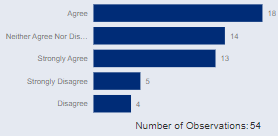 Agree 18
Neither Agree Nor Dis... 14
Strongly Agree 13
Strongly Disagree 5
Disagree 4
Number of Observations: 54